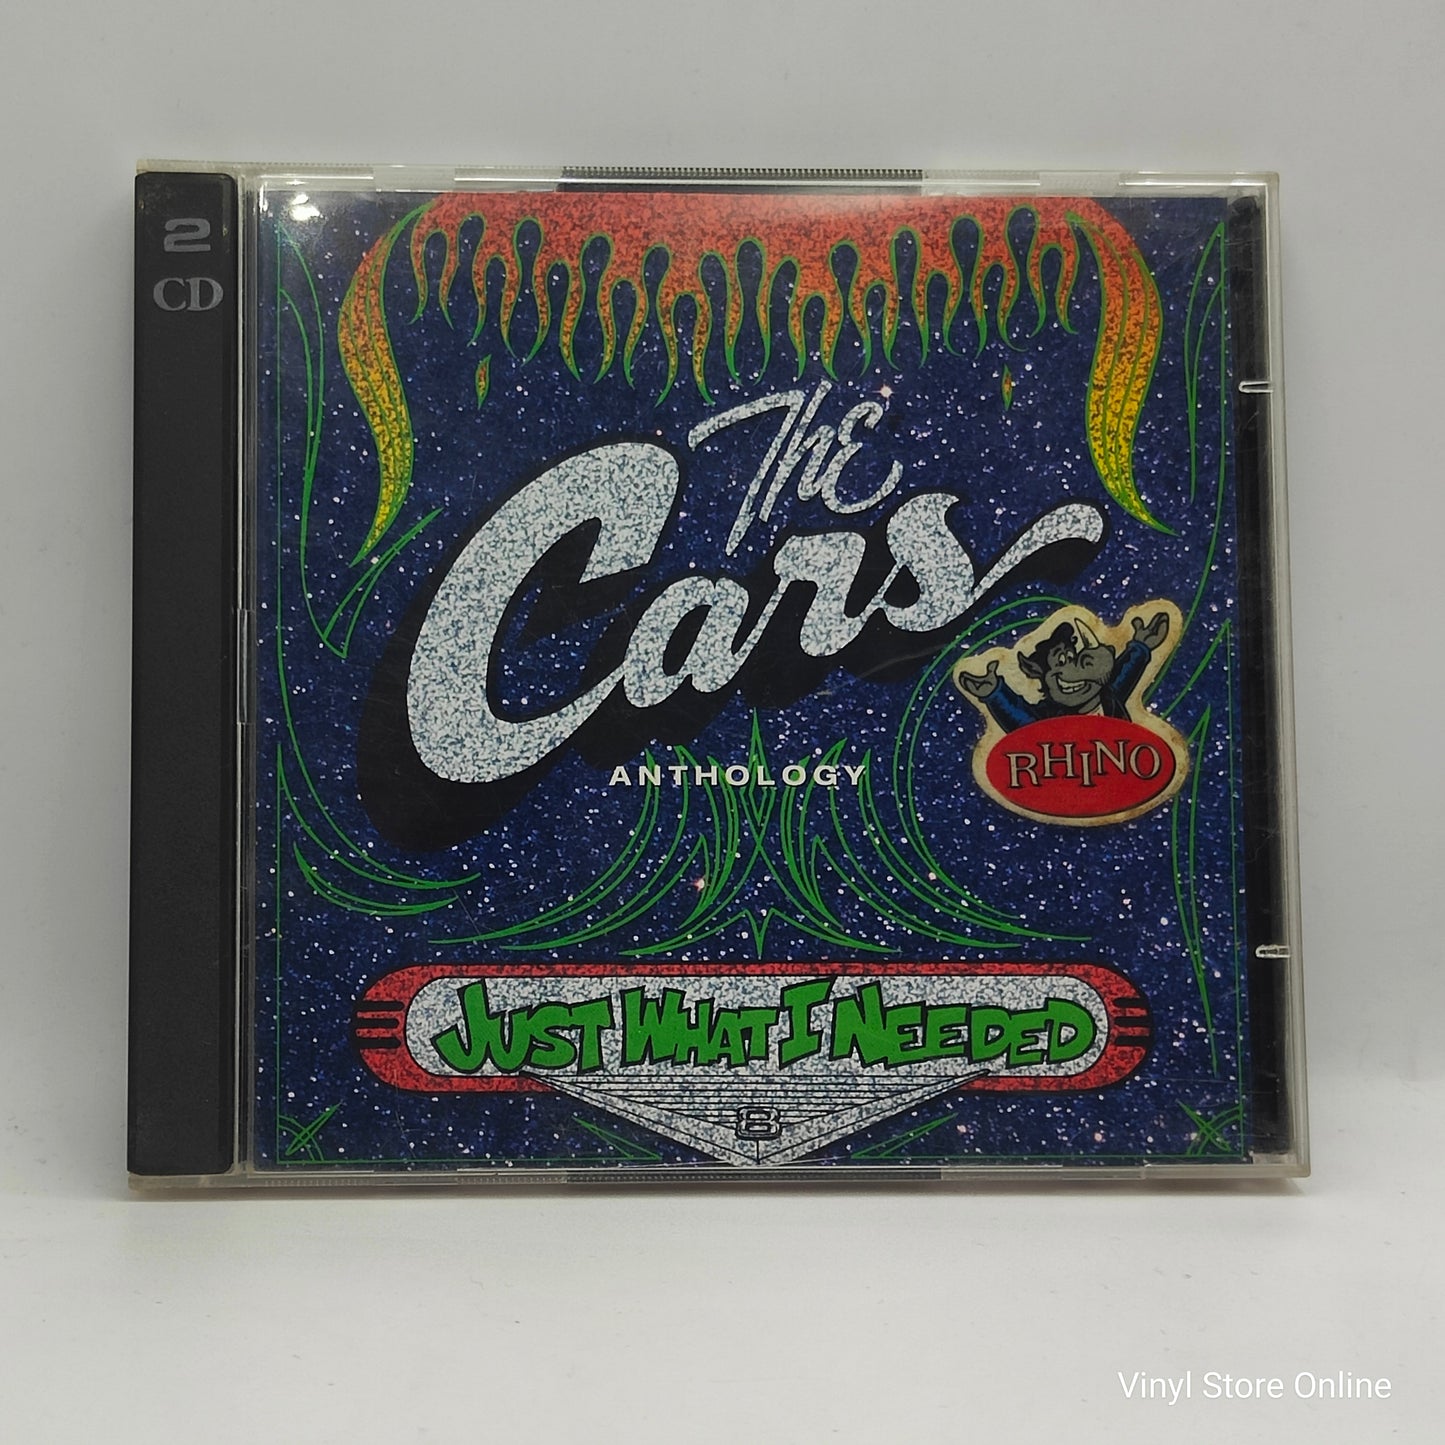 2
CD
The
Cars
ANTHOLOGY
RHINO
JUST WHAT I NEEDED
8
Vinyl Store Online